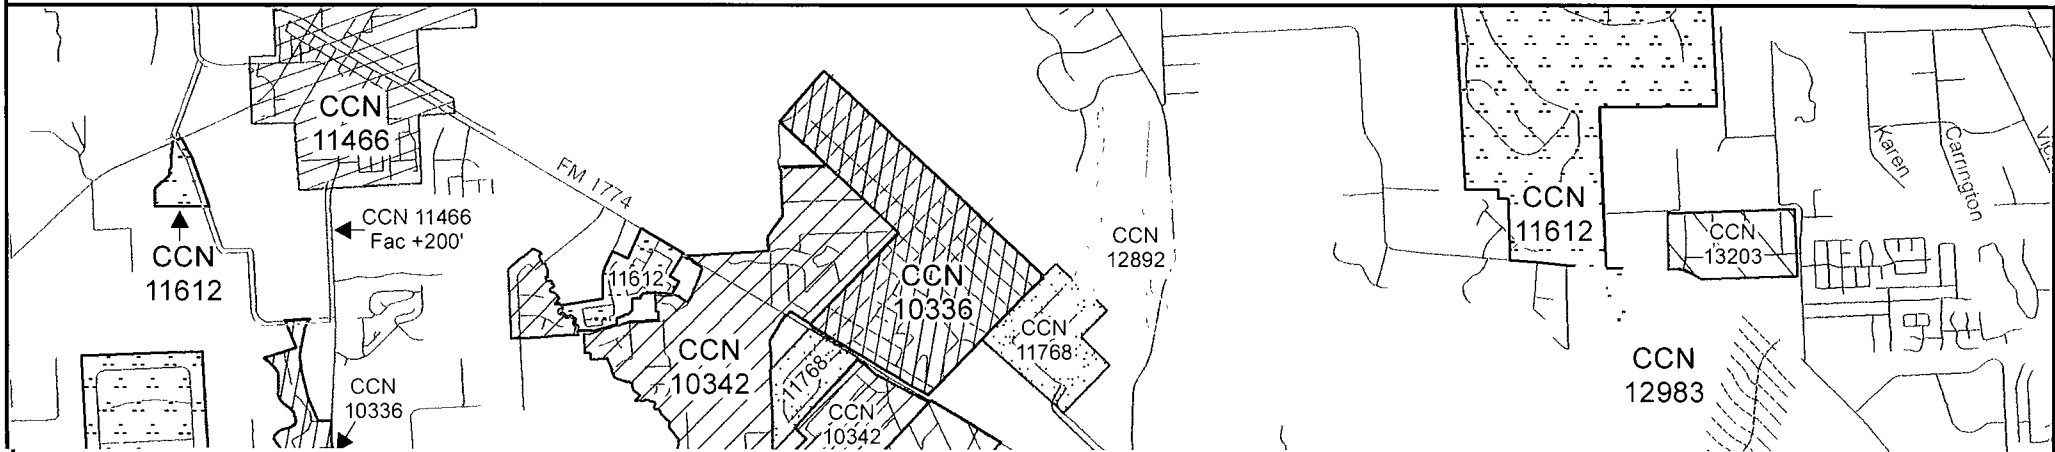 CCN
11466
FM 1774
CCN 11466
Fac +200'
CCN
11612
CCN
10336
11612
CCN
10342
11768
CCN
10342
CCN
10336
CCN
11768
CCN
12892
CCN
11612
CCN
13203
CCN
12983
Karen
Carrington